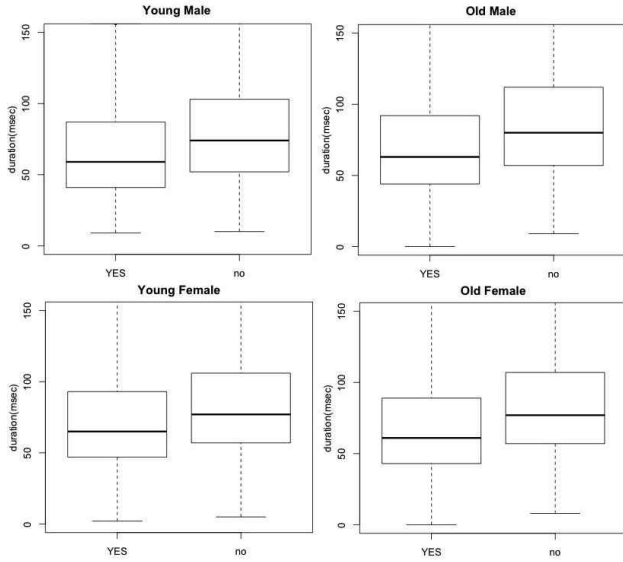 Young Male
duration(msec)
150
100
50
0
YES
no
Old Male
duration(msec)
150
100
50
0
YES
no
Young Female
duration(msec)
150
100
50
0
YES
no
Old Female
duration(msec)
150
100
50
0
YES
no